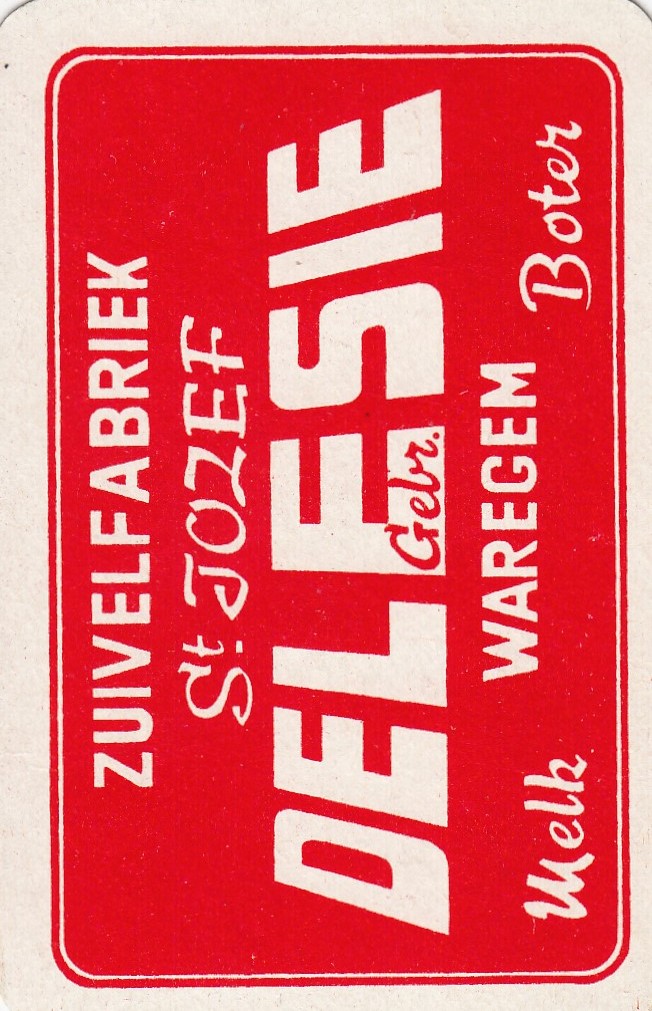 ZUIVELFABRIEK
St. JOZEF
DELESIE
Gebr.
WAREGEM
Melk Boter